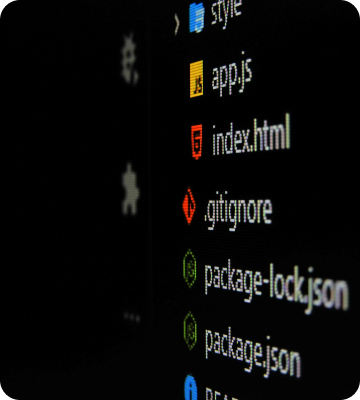 style
app.js
index.html
.gitignore
package-lock.json
package.json